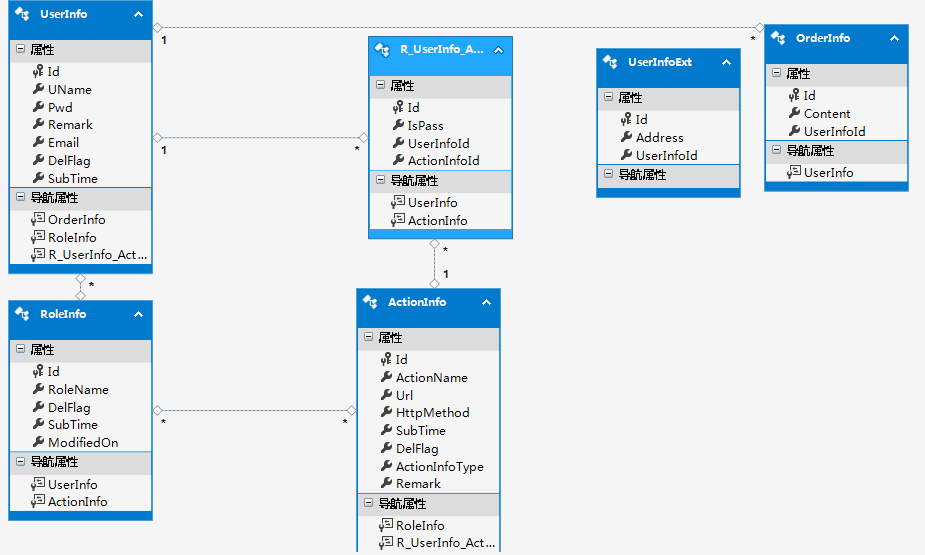 UserInfo
属性
Id
UName
Pwd
Remark
Email
DelFlag
SubTime
导航属性
OrderInfo
RoleInfo
R_UserInfo_Act...
1
*
1
*
R_UserInfo_A...
属性
Id
IsPass
UserInfoId
ActionInfoId
导航属性
UserInfo
ActionInfo
UserInfoExt
属性
Id
Address
UserInfoId
导航属性
OrderInfo
属性
Id
Content
UserInfoId
导航属性
UserInfo
*
*
1
RoleInfo
属性
Id
RoleName
DelFlag
SubTime
ModifiedOn
导航属性
UserInfo
ActionInfo
*
*
ActionInfo
属性
Id
ActionName
Url
HttpMethod
SubTime
DelFlag
ActionInfoType
Remark
导航属性
RoleInfo
R_UserInfo_Act...